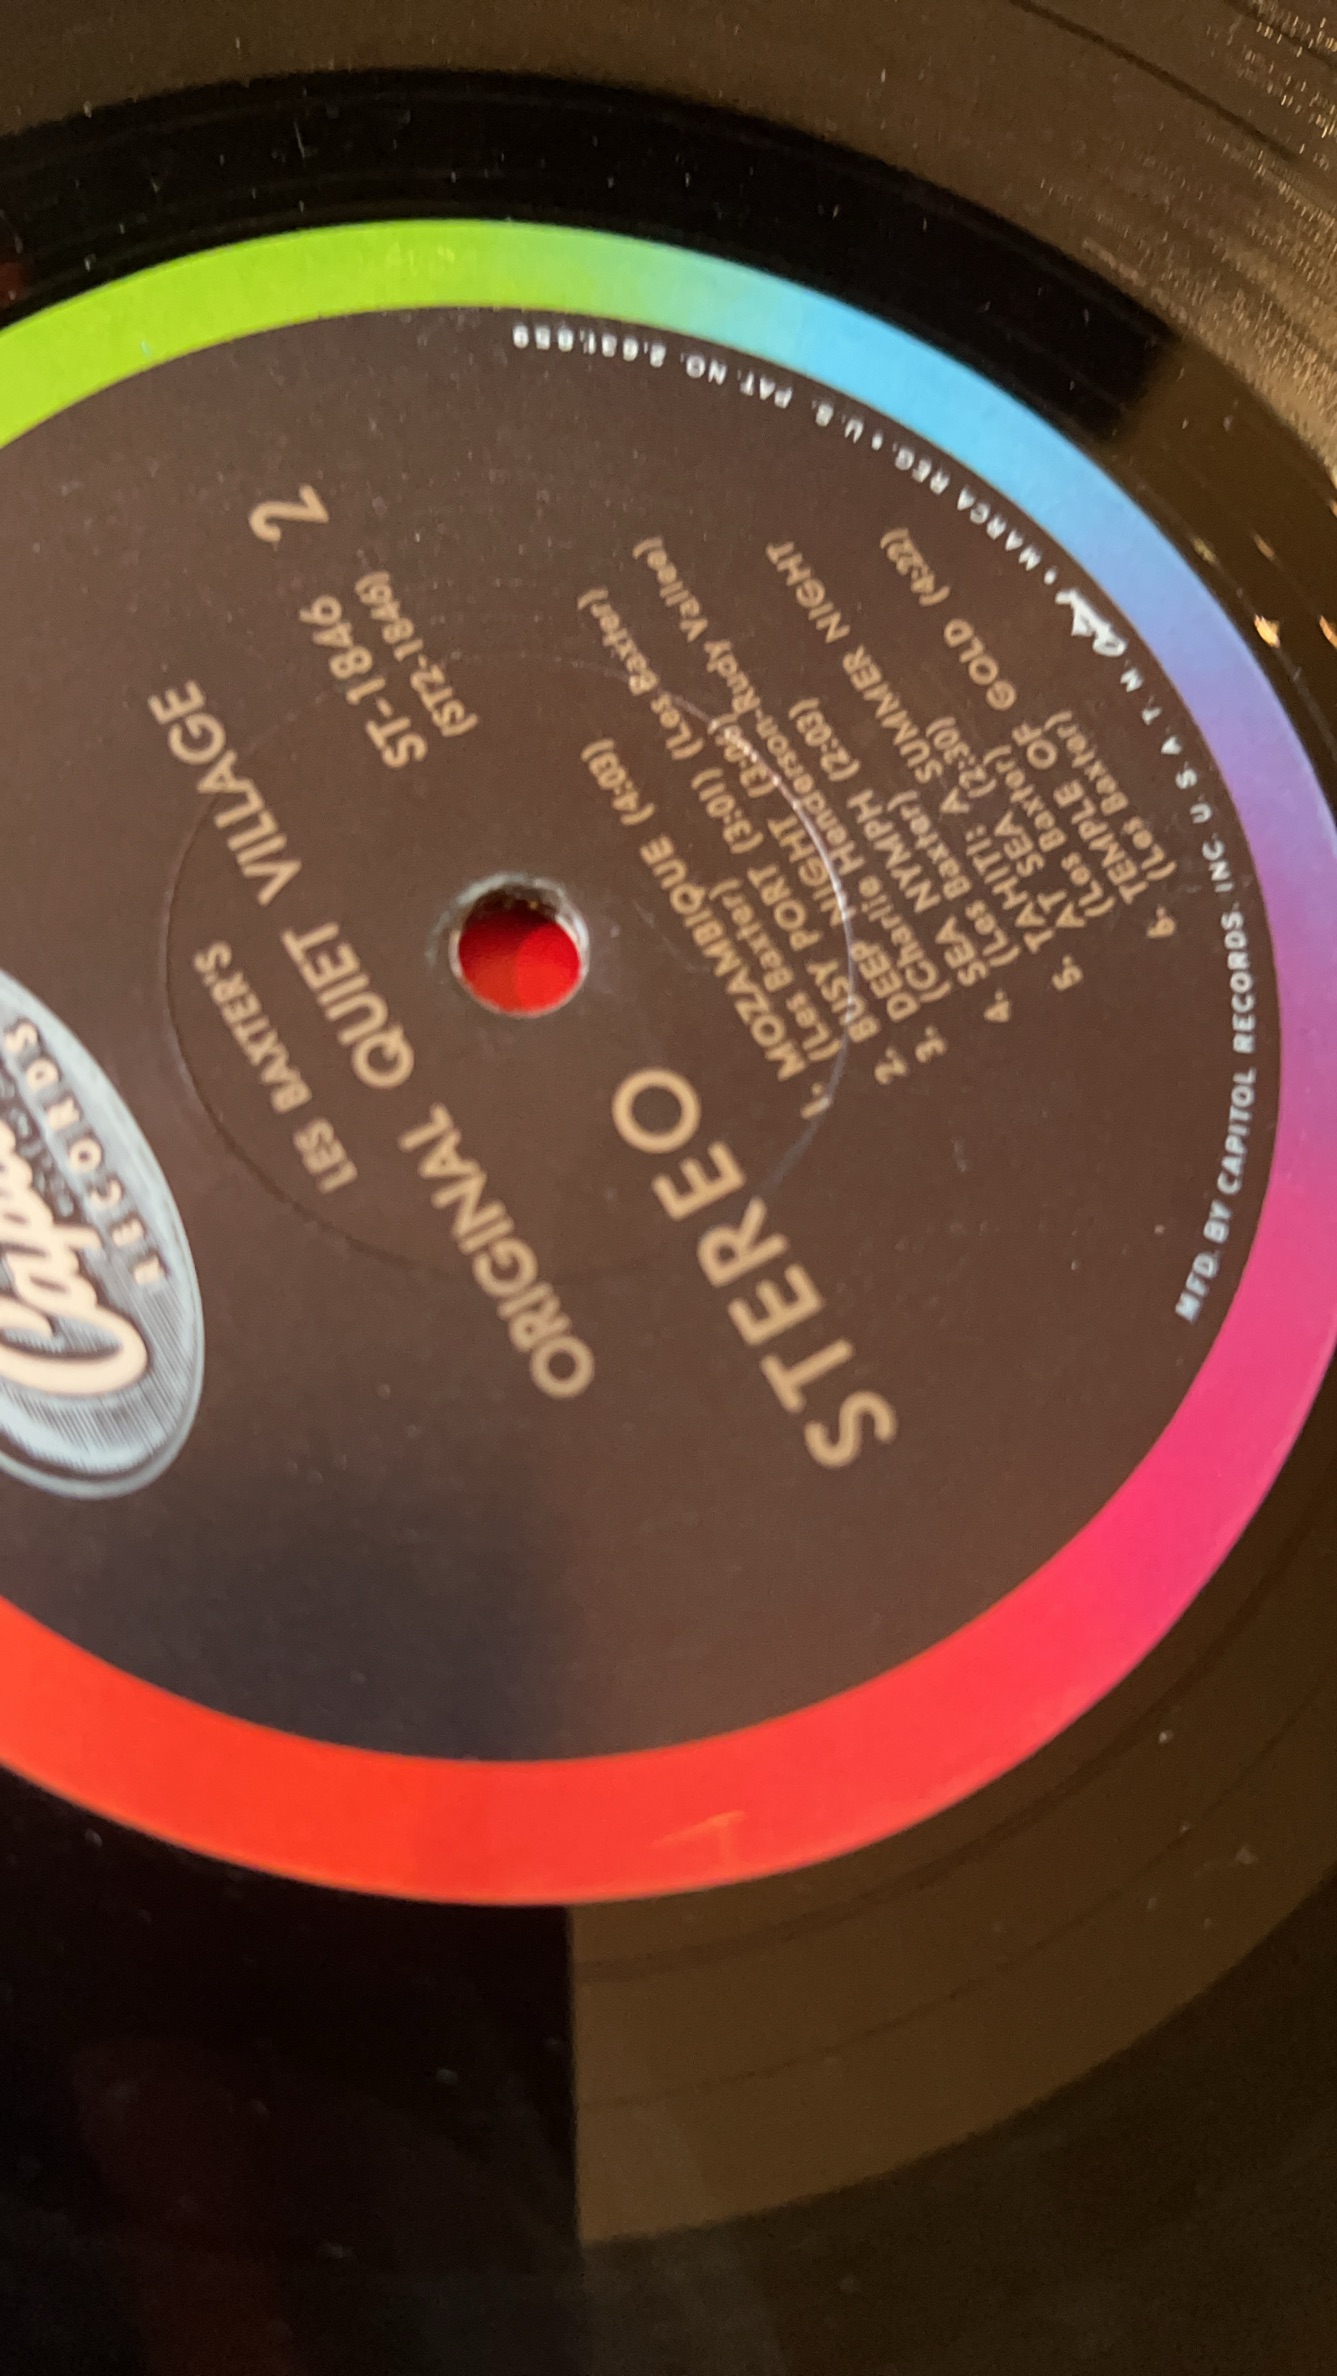 Capitol
RECORDS
LES BAXTER'S
ORIGINAL QUIET VILLAGE
ST-1846
(ST2-1846)
2
STEREO
1. MOZAMBIQUE (4:03)
(Les Baxter)
2. BUSY PORT (3:01) (Les Baxter)
3. DEEP NIGHT (3:06)
(Charlie Henderson-Rudy Vallee)
4. SEA NYMPH (2:03)
(Les Baxter)
5. TAHITI: A SUMMER NIGHT
AT SEA (2:30)
(Les Baxter)
6. TEMPLE OF GOLD (4:22)
(Les Baxter)
MFD. BY CAPITOL RECORDS, INC. U.S.A. T.M. • MARCA REG. • U.S. PAT. NO. 2,631,859